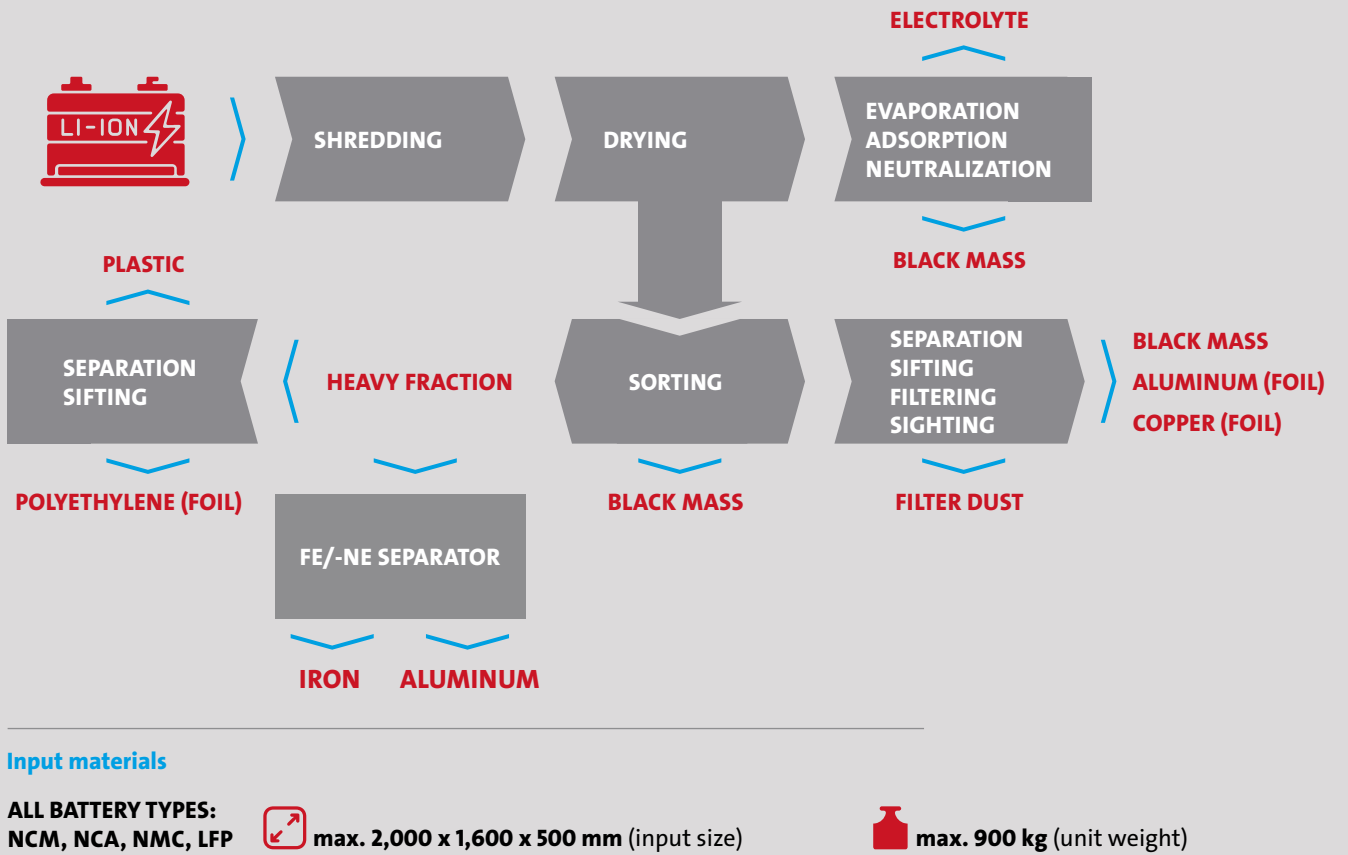 ELECTROLYTE
LI-ION
SHREDDING
DRYING
EVAPORATION
ADSORPTION
NEUTRALIZATION
PLASTIC
BLACK MASS
SEPARATION
SIFTING
HEAVY FRACTION
SORTING
SEPARATION
SIFTING
FILTERING
SIGHTING
BLACK MASS
ALUMINUM (FOIL)
COPPER (FOIL)
POLYETHYLENE (FOIL)
BLACK MASS
FILTER DUST
FE/-NE SEPARATOR
IRON
ALUMINUM
Input materials
ALL BATTERY TYPES:
NCM, NCA, NMC, LFP
max. 2,000 x 1,600 x 500 mm (input size)
max. 900 kg (unit weight)